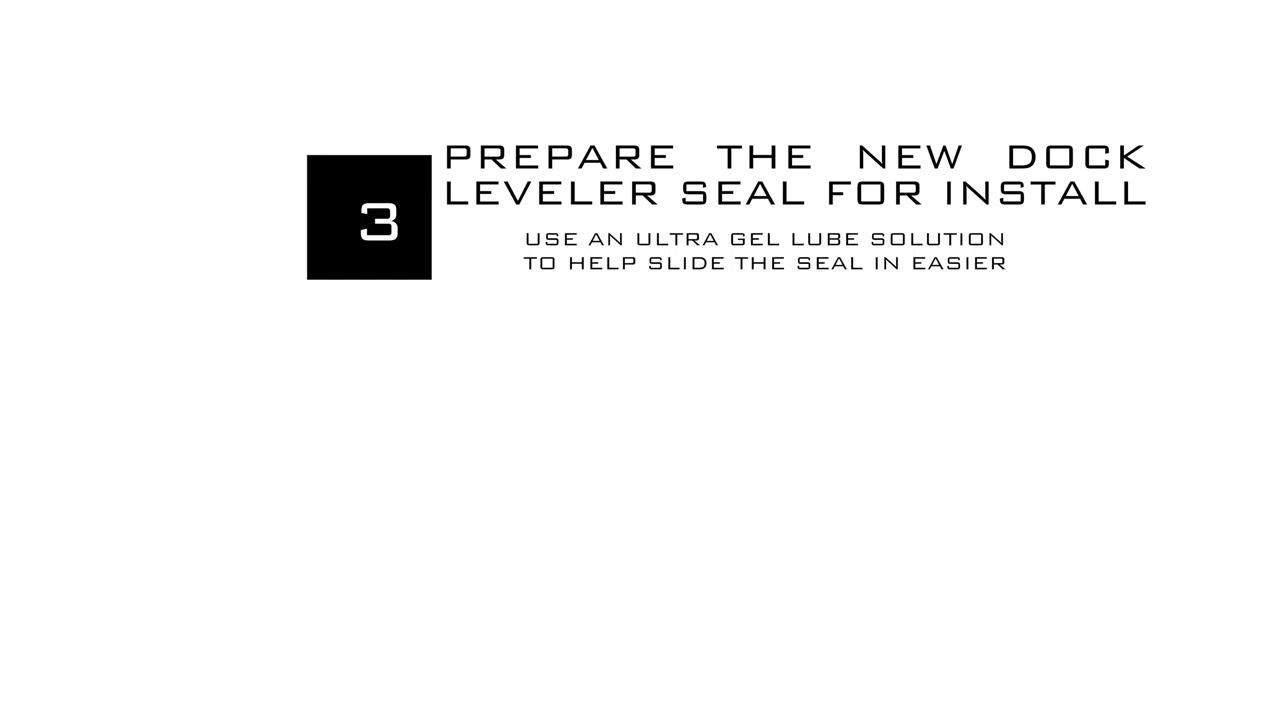 3
PREPARE THE NEW DOCK
LEVELER SEAL FOR INSTALL
USE AN ULTRA GEL LUBE SOLUTION
TO HELP SLIDE THE SEAL IN EASIER